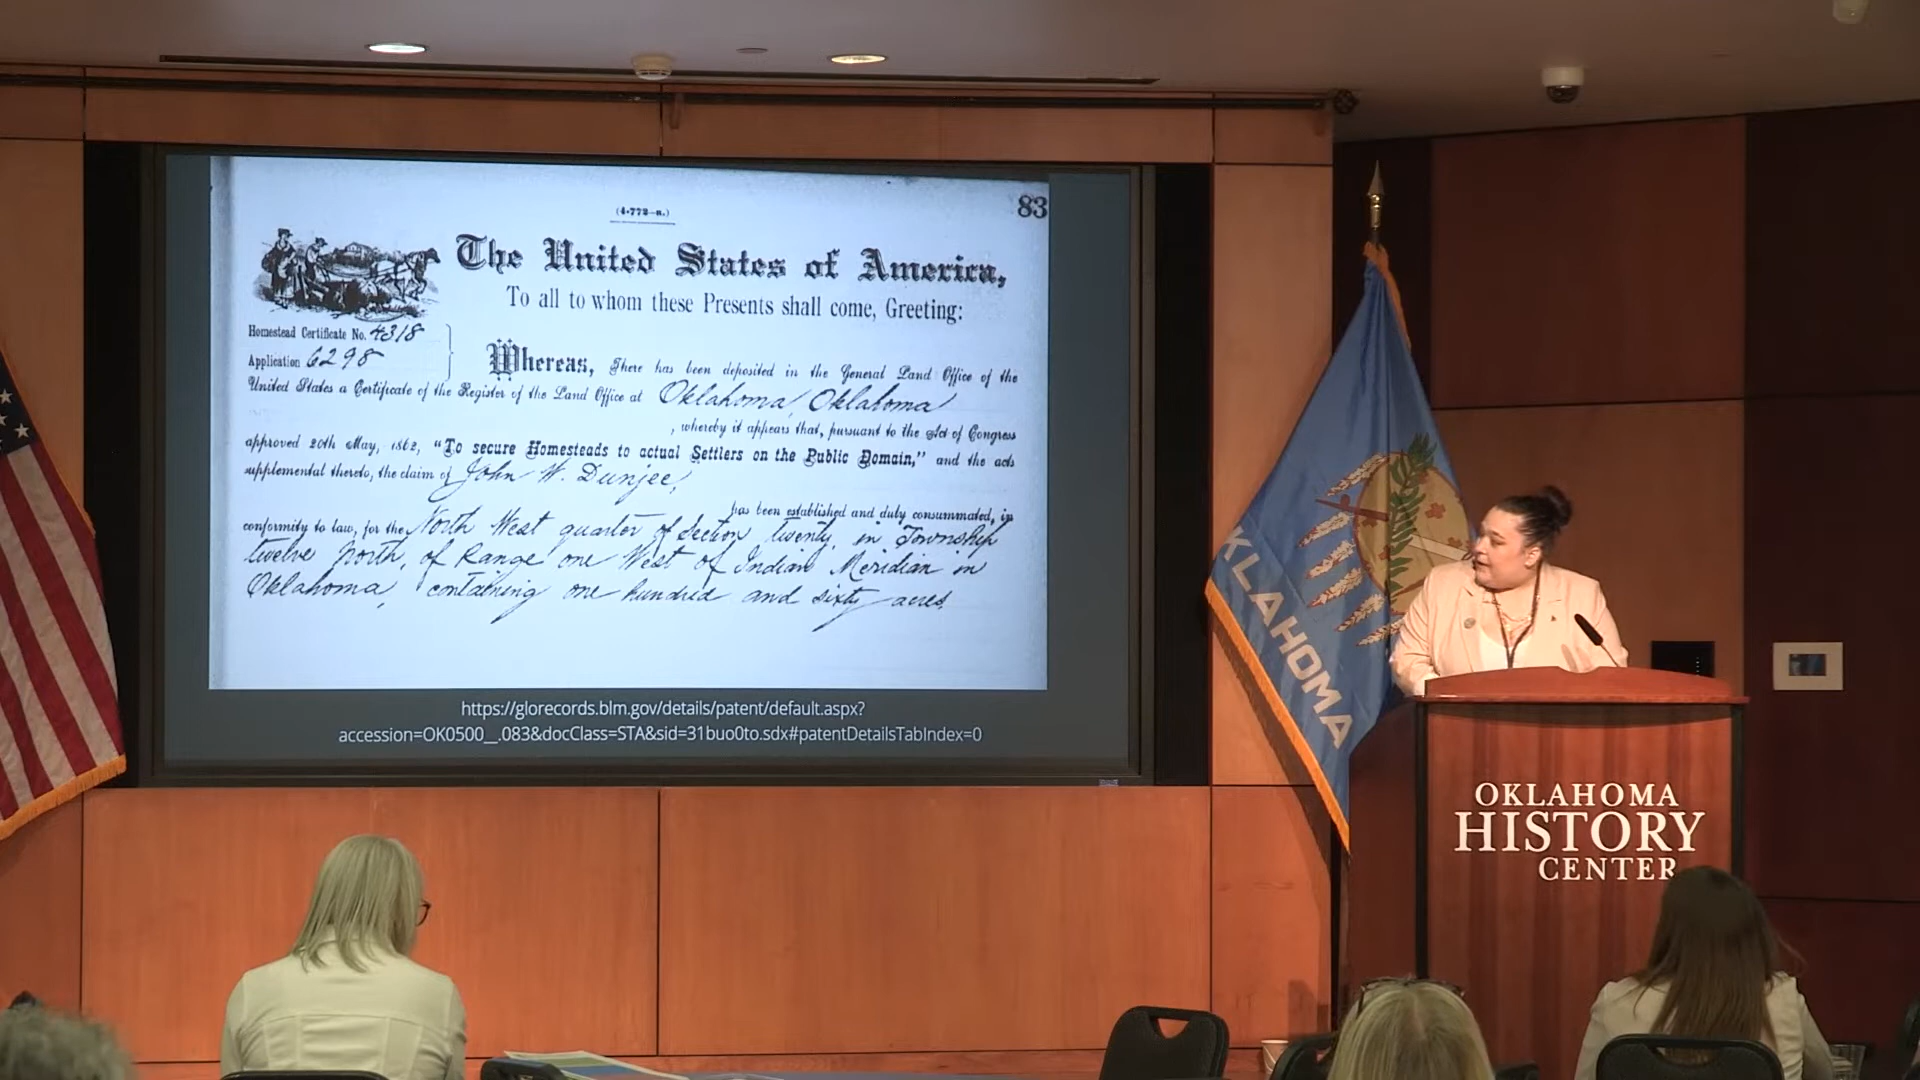 (4-772-R.)
83
The United States of America,
To all to whom these Presents shall come, Greeting:
Homestead Certificate No. 4318
Application 6298
Whereas, There has been deposited in the General Land Office of the
United States a Certificate of the Register of the Land Office at Oklahoma, Oklahoma
, whereby it appears that, pursuant to the Act of Congress
approved 20th May, 1862, "To secure Homesteads to actual Settlers on the Public Domain," and the acts
supplemental thereto, the claim of John W. Dunjee,
has been established and duly consummated, in
conformity to law, for the North West quarter of Section twenty, in Township
twelve North, of Range one West of Indian Meridian in
Oklahoma, containing one hundred and sixty acres.
https://glorecords.blm.gov/details/patent/default.aspx?
accession=OK0500__.083&docClass=STA&sid=31buo0to.sdx#patentDetailsTabIndex=0
KLAHOMA
OKLAHOMA
HISTORY
CENTER